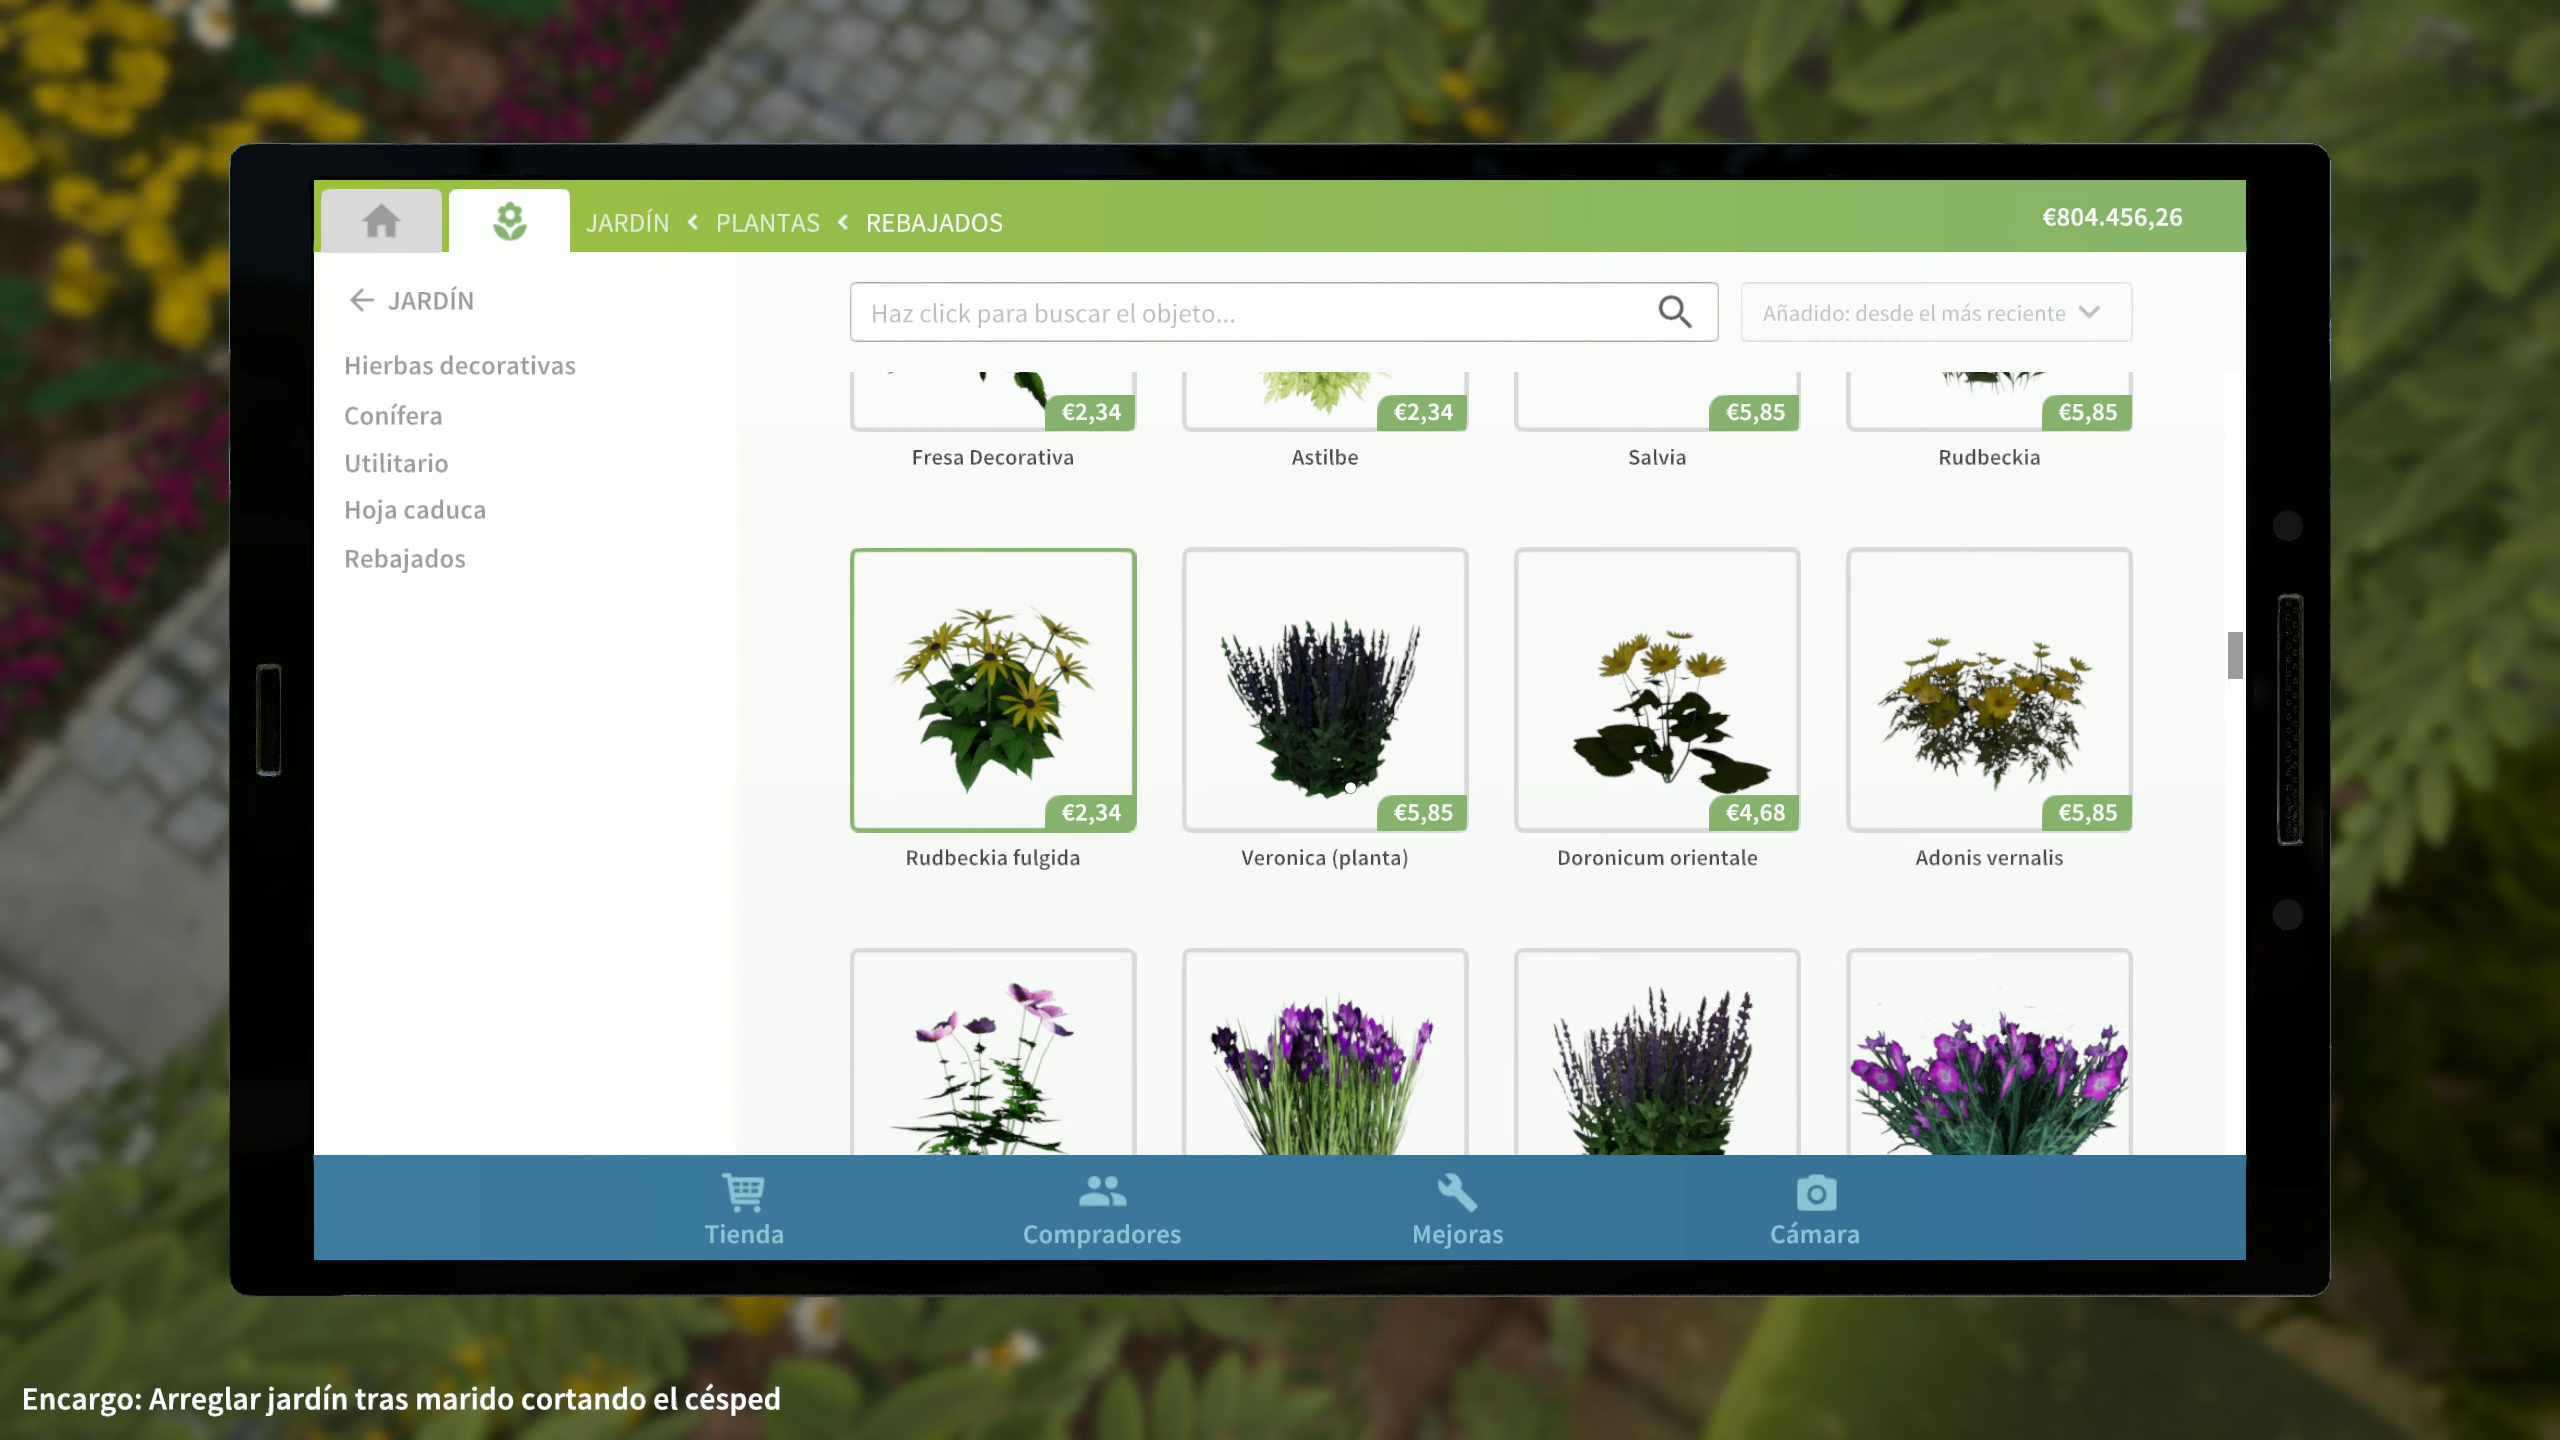 JARDÍN < PLANTAS < REBAJADOS
€804.456,26
JARDÍN
Hierbas decorativas
Conífera
Utilitario
Hoja caduca
Rebajados
Haz click para buscar el objeto...
Añadido: desde el más reciente
€2,34
€2,34
€5,85
€5,85
Fresa Decorativa
Astilbe
Salvia
Rudbeckia
€2,34
€5,85
€4,68
€5,85
Rudbeckia fulgida
Veronica (planta)
Doronicum orientale
Adonis vernalis
Tienda
Compradores
Mejoras
Cámara
Encargo: Arreglar jardín tras marido cortando el césped